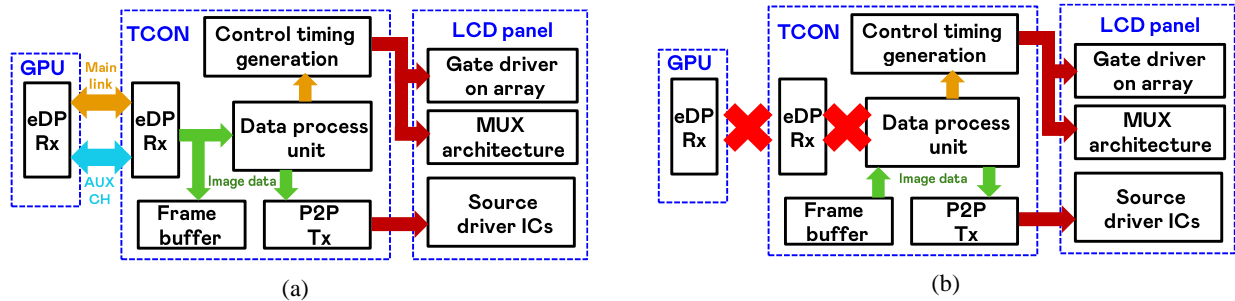 GPU
eDP
Rx
Main
link
AUX
CH
TCON
eDP
Rx
Control timing
generation
Data process
unit
Image data
Frame
buffer
P2P
Tx
LCD panel
Gate driver
on array
MUX
architecture
Source
driver ICs
(a)
GPU
eDP
Rx
TCON
eDP
Rx
Control timing
generation
Data process
unit
Image data
Frame
buffer
P2P
Tx
LCD panel
Gate driver
on array
MUX
architecture
Source
driver ICs
(b)